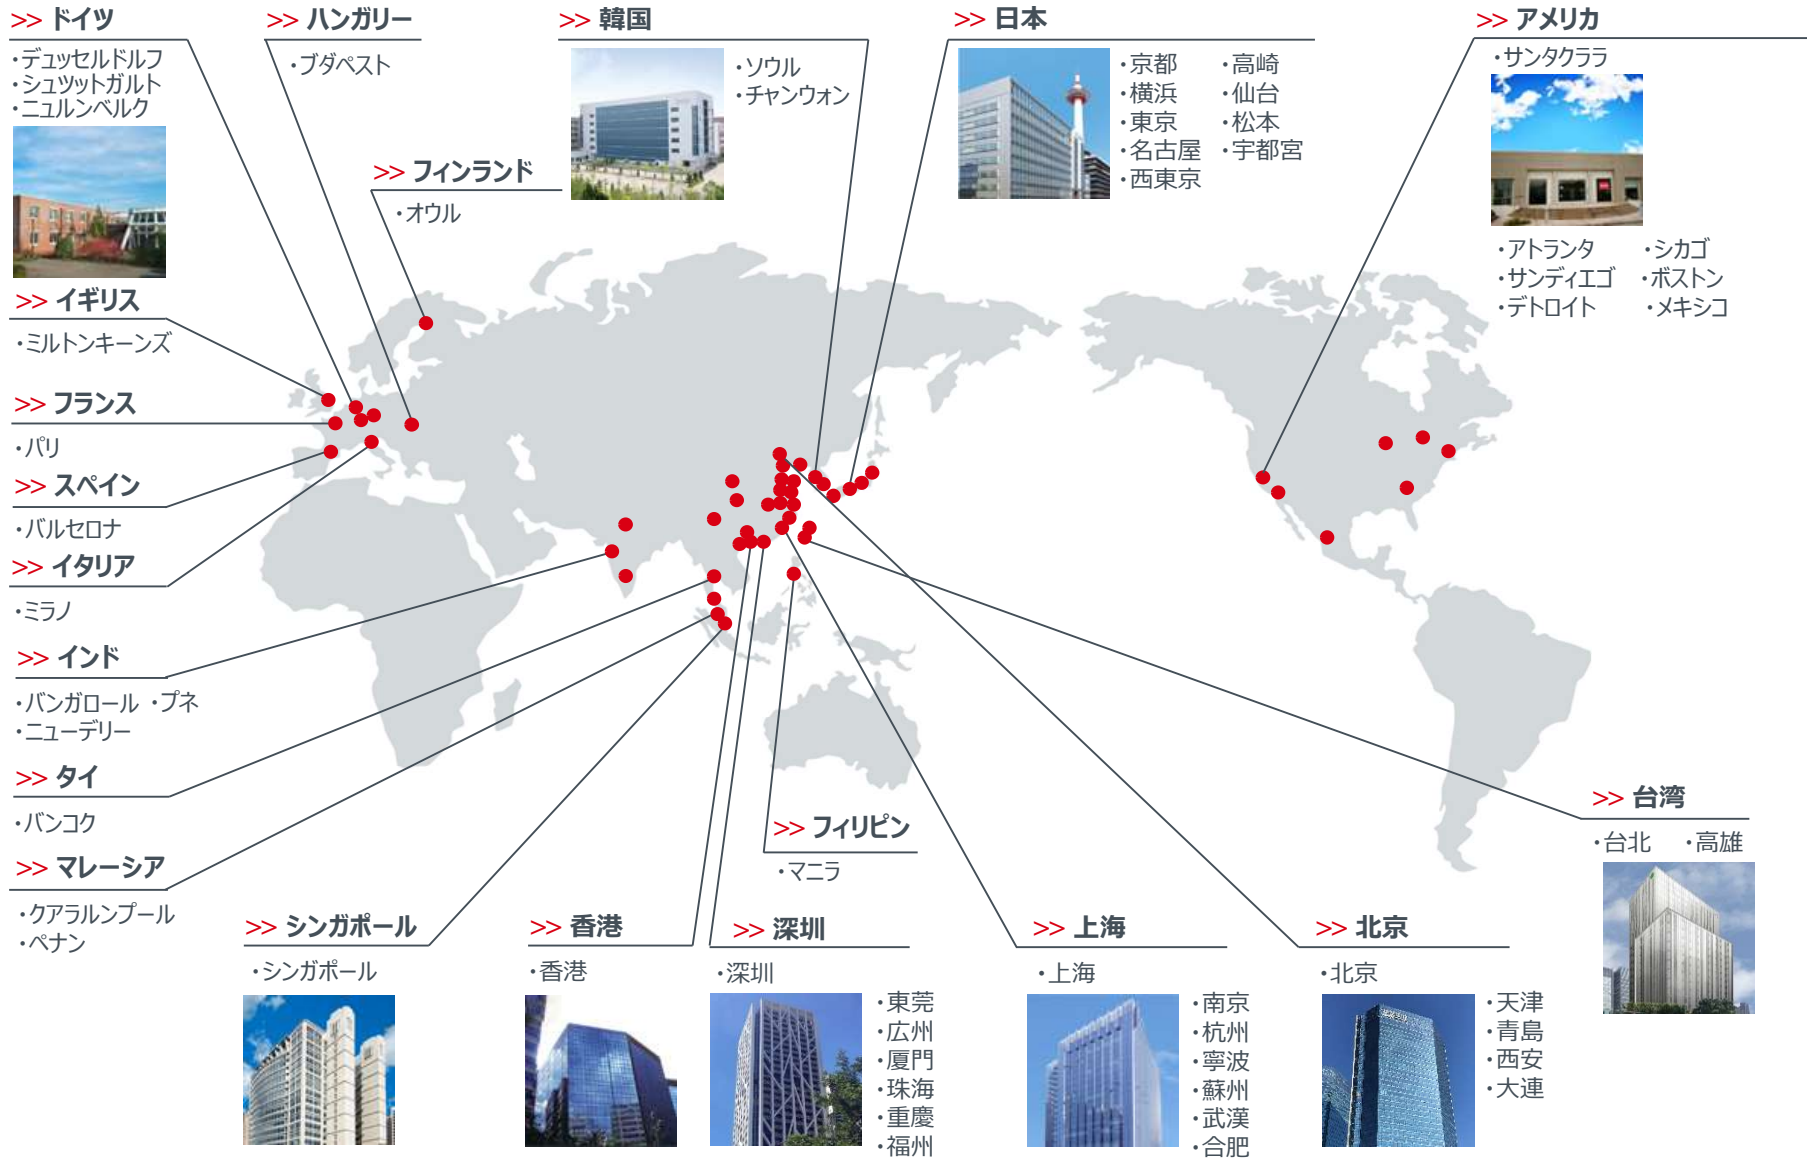 >> ドイツ
・デュッセルドルフ
・シュツットガルト
・ニュルンベルク
>> ハンガリー
・ブダペスト
>> フィンランド
・オウル
>> 韓国
・ソウル
・チャンウォン
>> 日本
・京都 ・高崎
・横浜 ・仙台
・東京 ・松本
・名古屋 ・宇都宮
・西東京
>> アメリカ
・サンタクララ
・アトランタ ・シカゴ
・サンディエゴ ・ボストン
・デトロイト ・メキシコ
>> イギリス
・ミルトンキーンズ
>> フランス
・パリ
>> スペイン
・バルセロナ
>> イタリア
・ミラノ
>> インド
・バンガロール ・プネ
・ニューデリー
>> タイ
・バンコク
>> マレーシア
・クアラルンプール
・ペナン
>> シンガポール
・シンガポール
>> 香港
・香港
>> 深圳
・深圳
・東莞
・広州
・厦門
・珠海
・重慶
・福州
>> フィリピン
・マニラ
>> 上海
・上海
・南京
・杭州
・寧波
・蘇州
・武漢
・合肥
>> 北京
・北京
・天津
・青島
・西安
・大連
>> 台湾
・台北 ・高雄